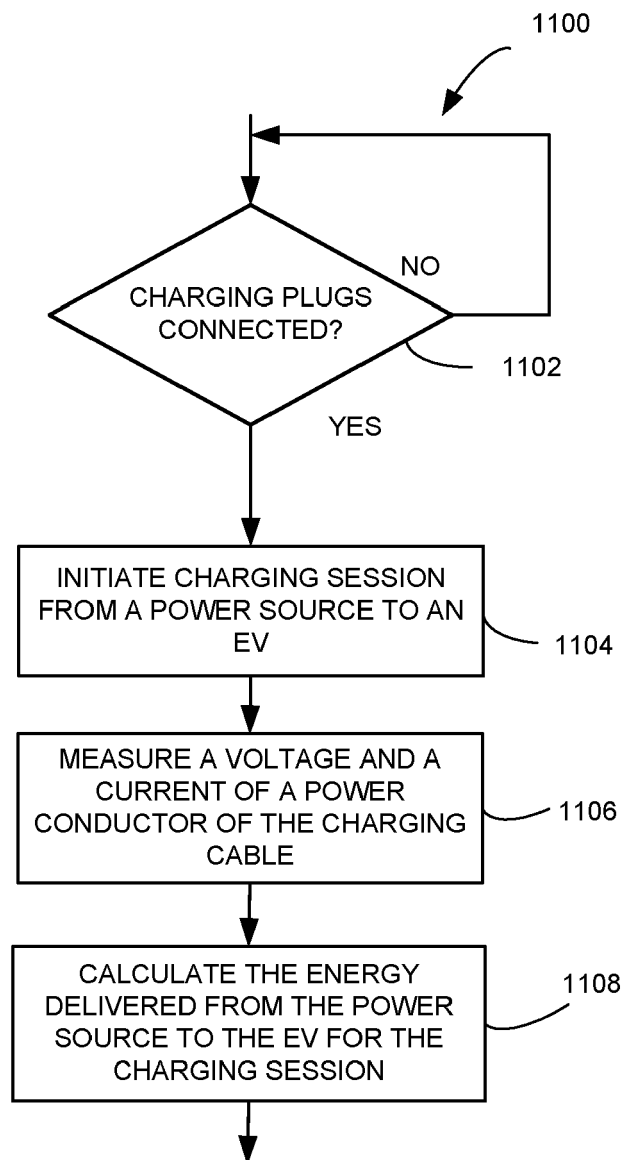 1100
NO
CHARGING PLUGS
CONNECTED?
1102
YES
INITIATE CHARGING SESSION
FROM A POWER SOURCE TO AN
EV
1104
MEASURE A VOLTAGE AND A
CURRENT OF A POWER
CONDUCTOR OF THE CHARGING
CABLE
1106
CALCULATE THE ENERGY
DELIVERED FROM THE POWER
SOURCE TO THE EV FOR THE
CHARGING SESSION
1108